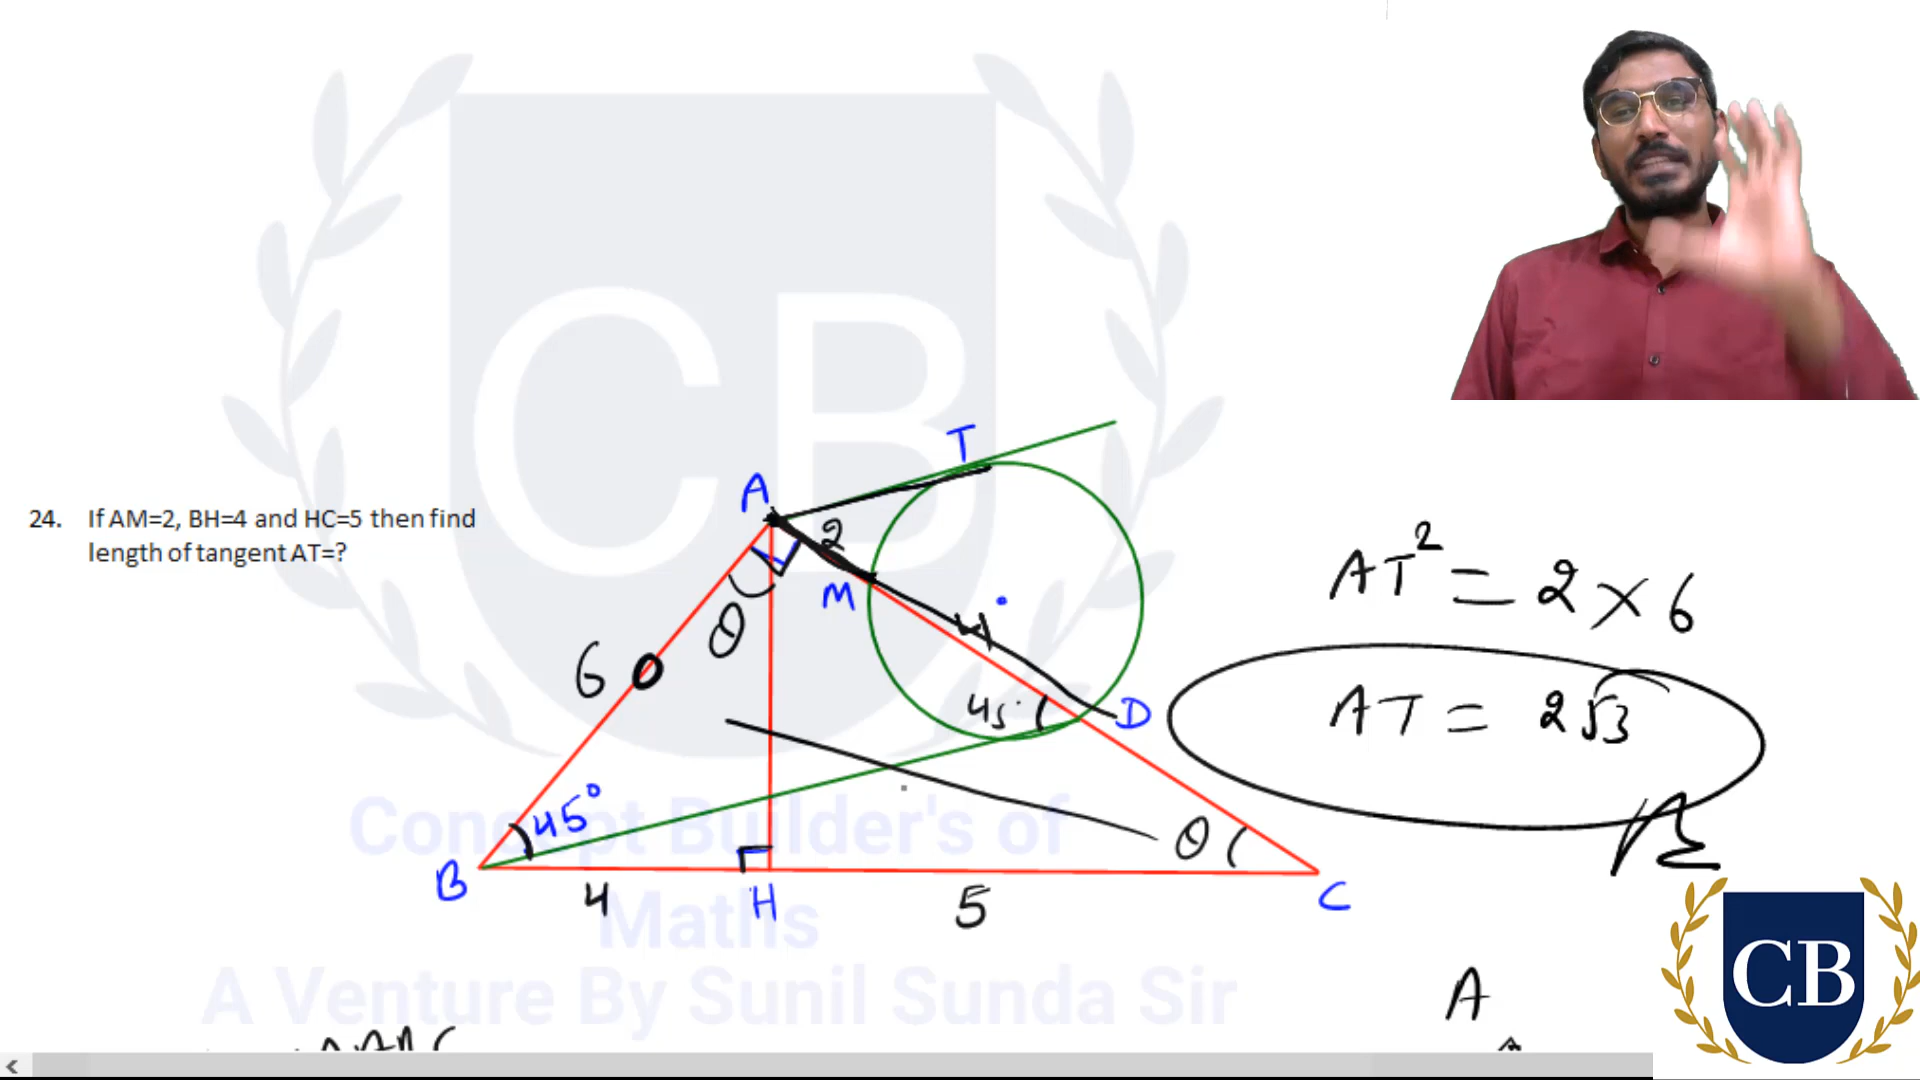 24. If AM=2, BH=4 and HC=5 then find
length of tangent AT=?
T
A
2
M
4
θ
6
45°
D
45°
θ
B
4
H
5
C
AT² = 2 × 6
AT = 2√3
A
CB
Concept Builder's of
Maths
A Venture By Sunil Sunda Sir
CB